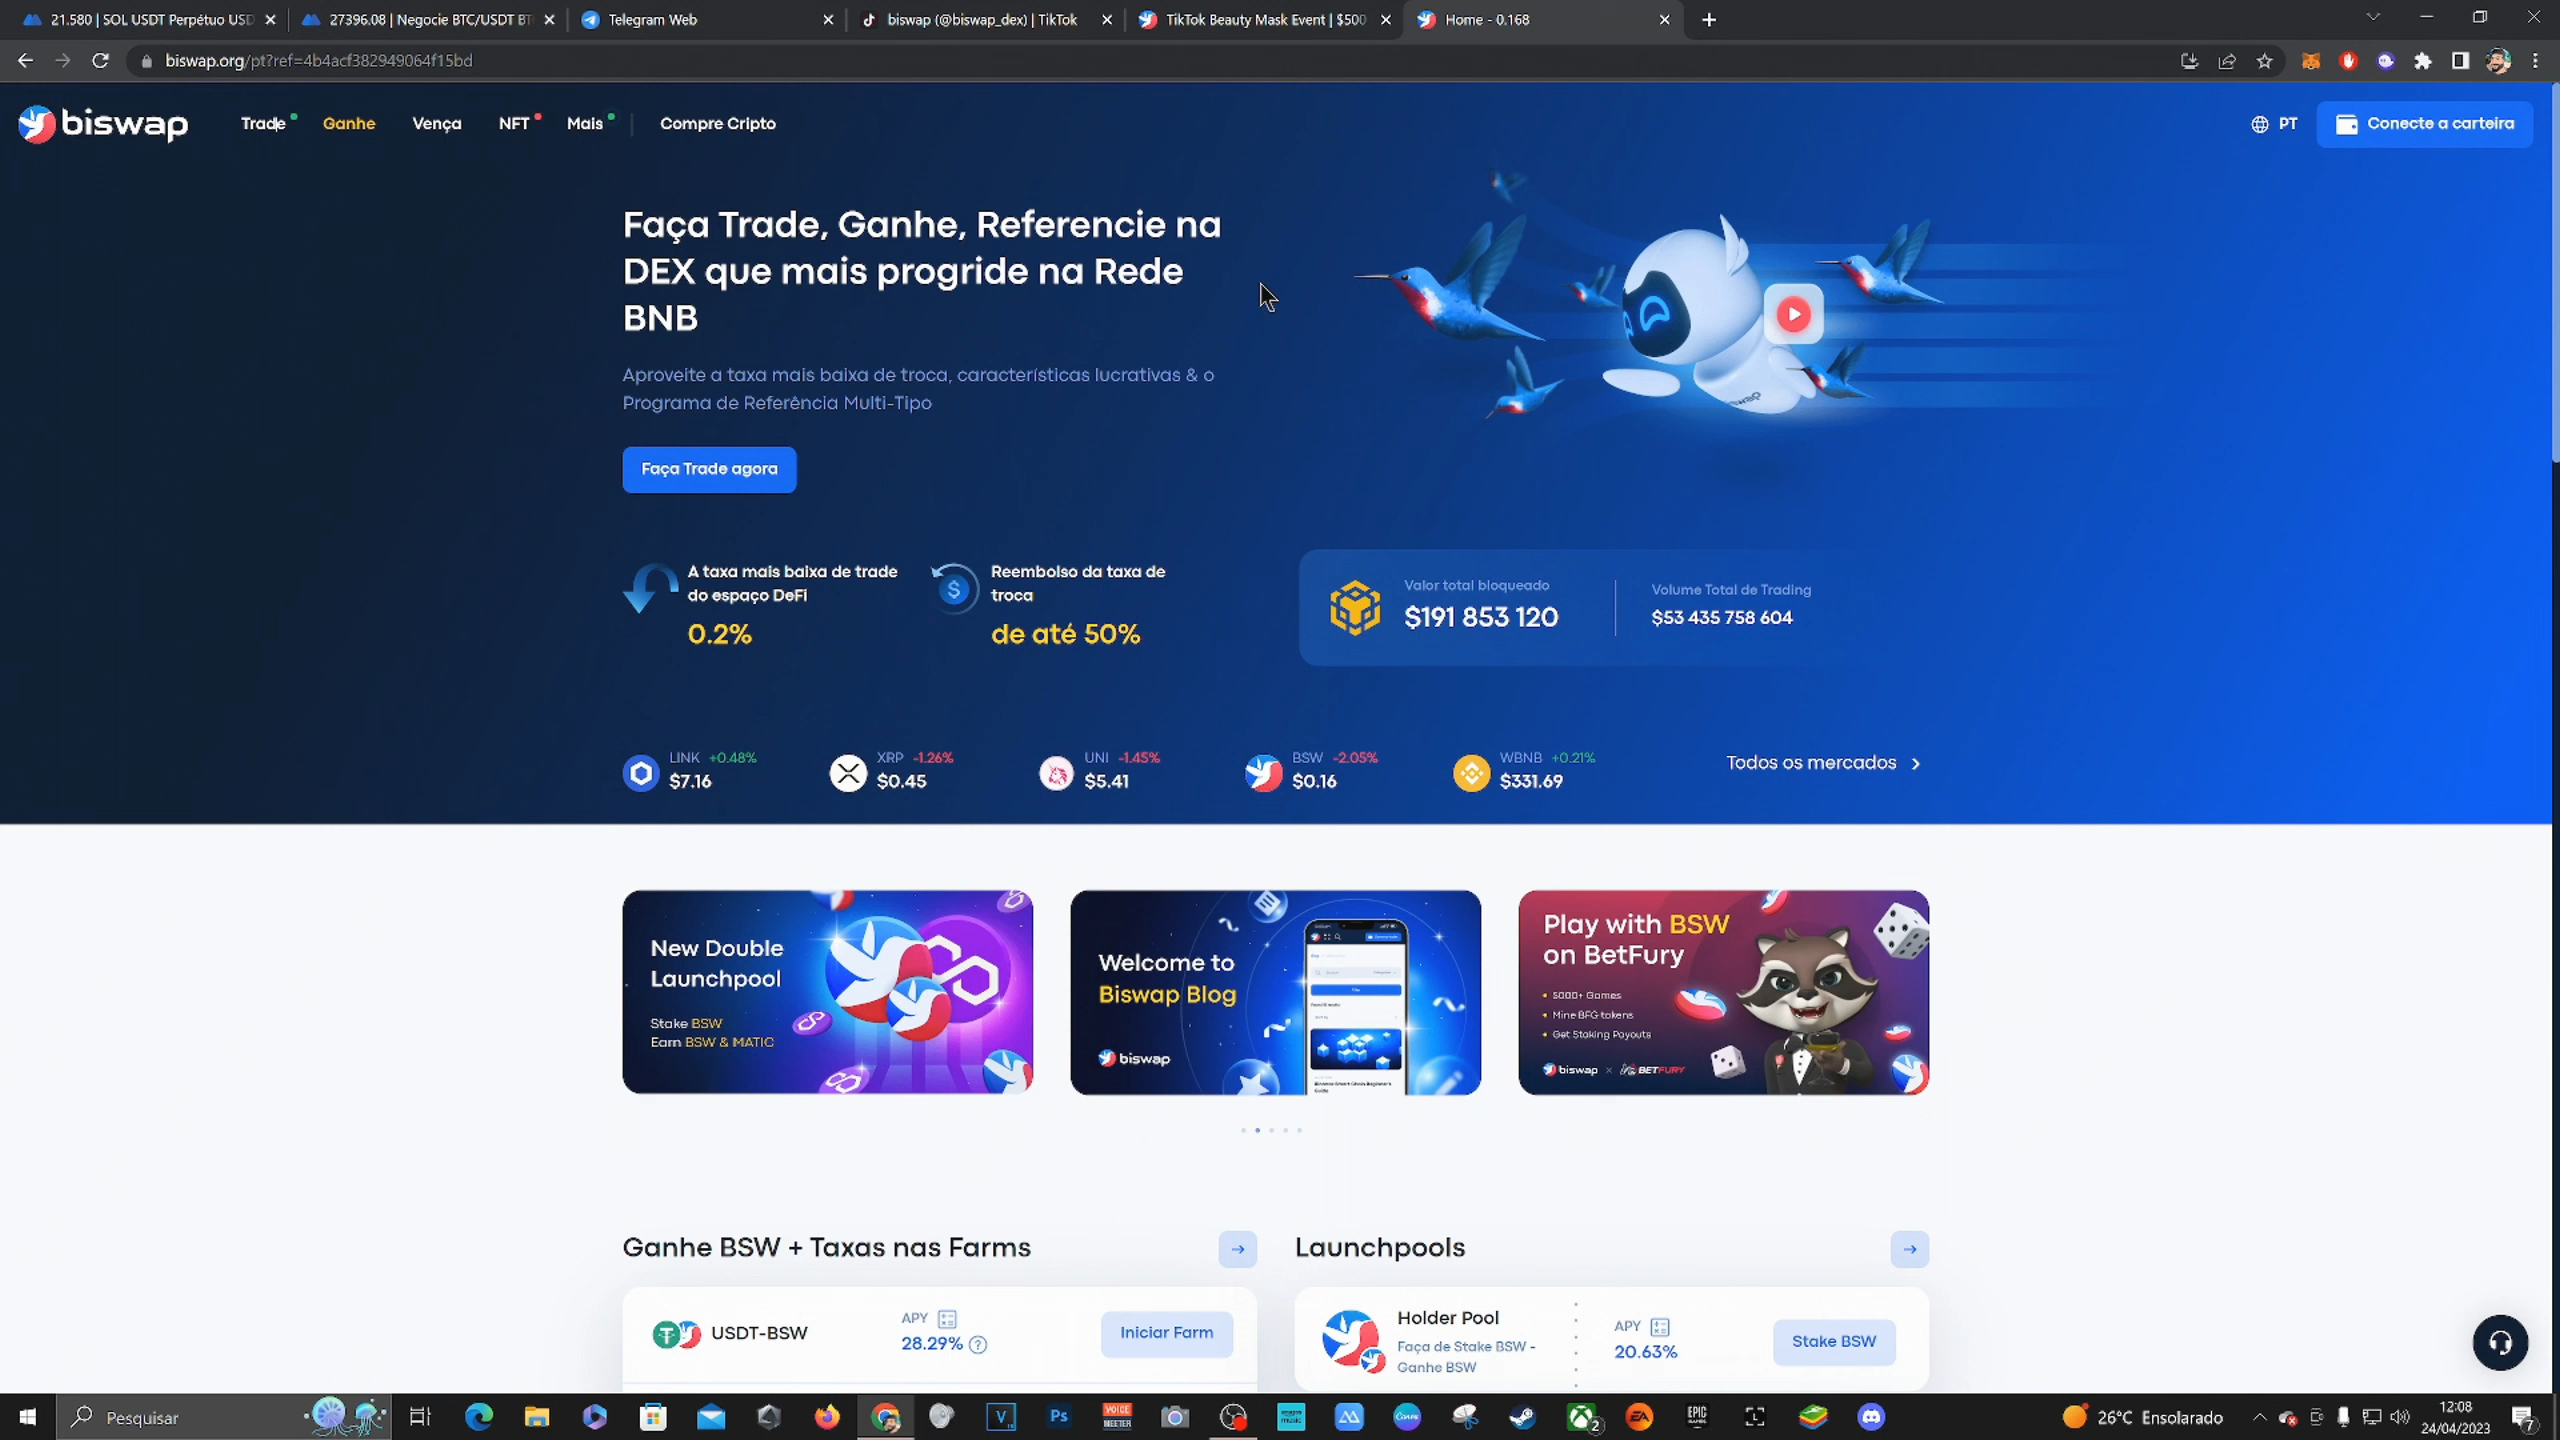 21.580 | SOL USDT Perpétuo USD
27396.08 | Negocie BTC/USDT BT
Telegram Web
biswap (@biswap_dex) | TikTok
TikTok Beauty Mask Event | $500
Home - 0.168
biswap.org/pt?ref=4b4acf382949064f15bd
biswap
Trade
Ganhe
Vença
NFT
Mais
Compre Cripto
PT
Conecte a carteira
Faça Trade, Ganhe, Referencie na
DEX que mais progride na Rede
BNB
Aproveite a taxa mais baixa de troca, características lucrativas & o
Programa de Referência Multi-Tipo
Faça Trade agora
A taxa mais baixa de trade
do espaço DeFi
0.2%
Reembolso da taxa de
troca
de até 50%
Valor total bloqueado
$191 853 120
Volume Total de Trading
$53 435 758 604
LINK +0.48%
$7.16
XRP -1.26%
$0.45
UNI -1.45%
$5.41
BSW -2.05%
$0.16
WBNB +0.21%
$331.69
Todos os mercados
New Double
Launchpool
Stake BSW
Earn BSW & MATIC
Welcome to
Biswap Blog
biswap
Play with BSW
on BetFury
5000+ Games
Mine BFG tokens
Get Staking Payouts
biswap x BETFURY
Ganhe BSW + Taxas nas Farms
USDT-BSW
APY
28.29%
Iniciar Farm
Launchpools
Holder Pool
Faça de Stake BSW -
Ganhe BSW
APY
20.63%
Stake BSW
Pesquisar
26°C Ensolarado
12:08
24/04/2023